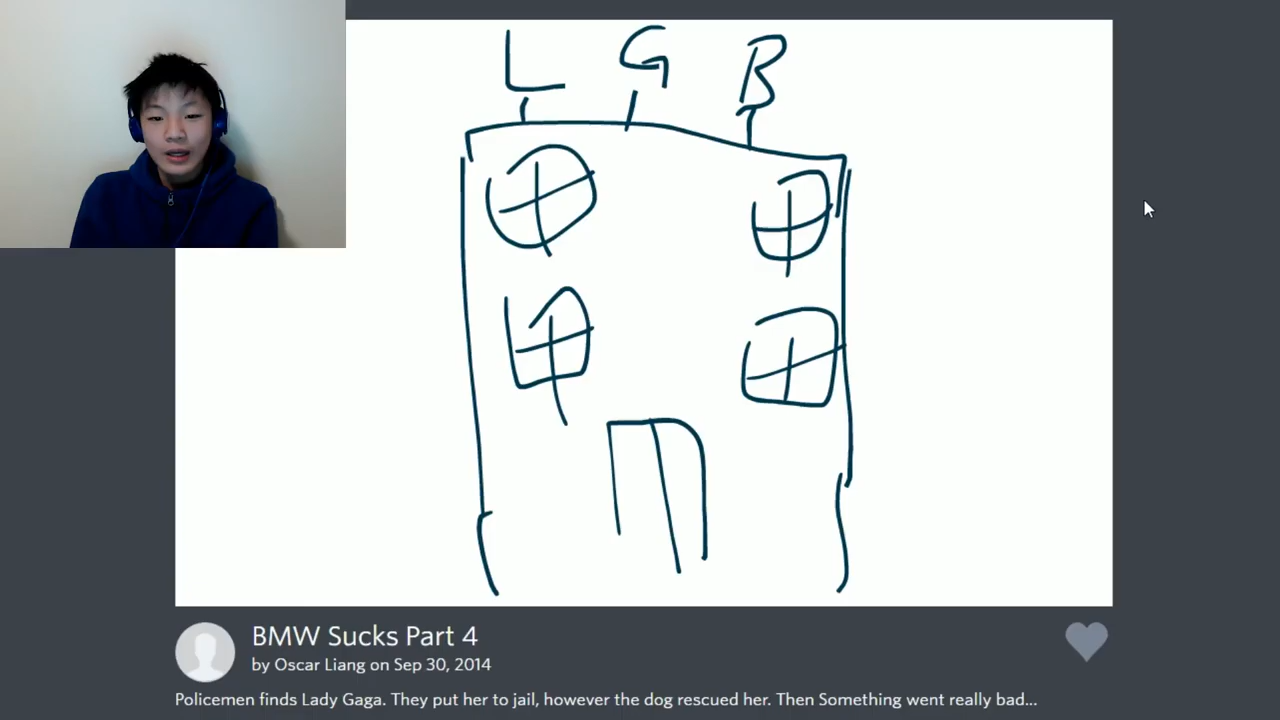 L G B
BMW Sucks Part 4
by Oscar Liang on Sep 30, 2014
Policemen finds Lady Gaga. They put her to jail, however the dog rescued her. Then Something went really bad...